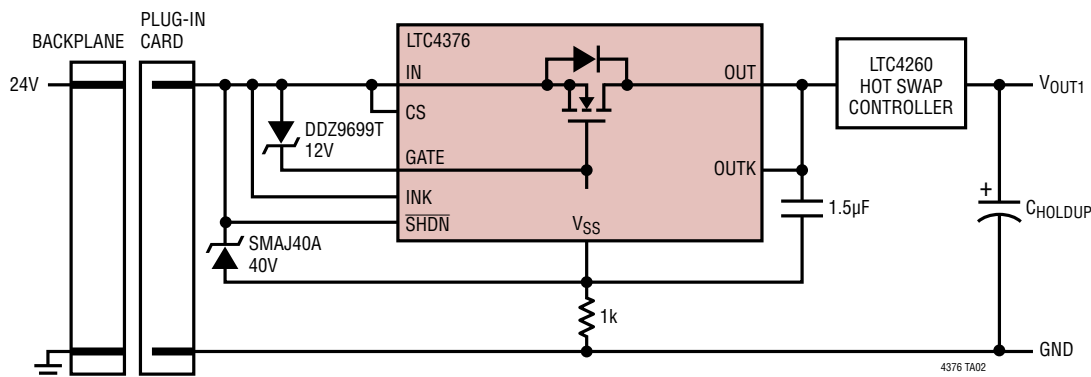 BACKPLANE
PLUG-IN
CARD
24V
LTC4376
IN
OUT
CS
DDZ9699T
12V
GATE
OUTK
INK
SHDN
VSS
SMAJ40A
40V
1.5µF
1k
LTC4260
HOT SWAP
CONTROLLER
VOUT1
+
CHOLDUP
GND
4376 TA02